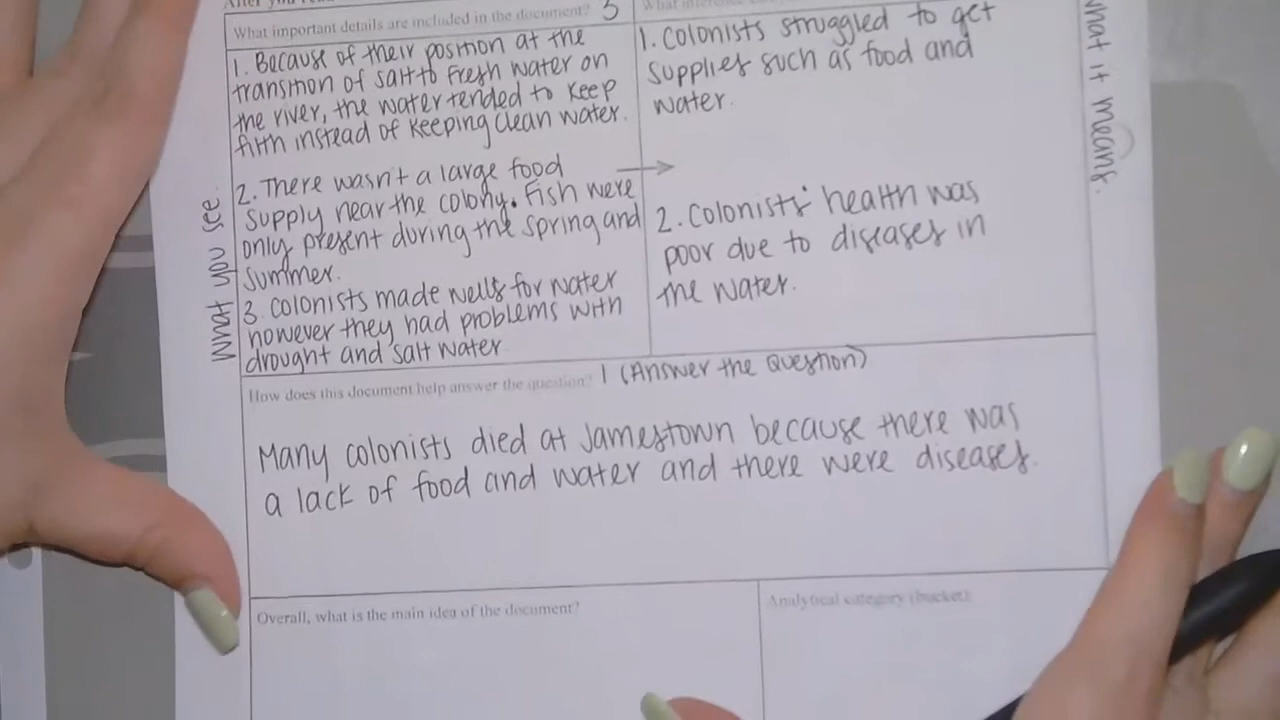 After you read
What important details are included in the document? 3
1. Because of their position at the
transition of salt to fresh water on
the river, the water tended to keep
filth instead of keeping clean water.
2. There wasn't a large food
supply near the colony. Fish were
only present during the spring and
summer.
3. Colonists made wells for water
however they had problems with
drought and salt water
What you see
1. Colonists struggled to get
supplies such as food and
water.
2. Colonists' health was
poor due to diseases in
the water.
what it means.
How does this document help answer the question? 1 (Answer the Question)
Many colonists died at Jamestown because there was
a lack of food and water and there were diseases.
Overall, what is the main idea of the document?
Analytical category (bucket):